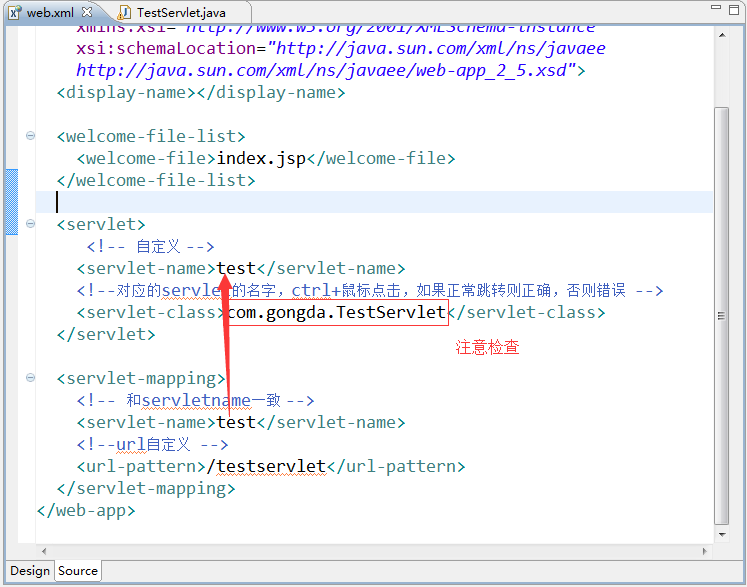 web.xml
TestServlet.java
xmlns:xsi="http://www.w3.org/2001/XMLSchema-instance"
xsi:schemaLocation="http://java.sun.com/xml/ns/javaee
http://java.sun.com/xml/ns/javaee/web-app_2_5.xsd">
<display-name></display-name>
<welcome-file-list>
<welcome-file>index.jsp</welcome-file>
</welcome-file-list>
<servlet>
<!-- 自定义 -->
<servlet-name>test</servlet-name>
<!--对应的servlet的名字，ctrl+鼠标点击，如果正常跳转则正确，否则错误 -->
<servlet-class>com.gongda.TestServlet</servlet-class>
</servlet>
注意检查
<servlet-mapping>
<!-- 和servletname一致 -->
<servlet-name>test</servlet-name>
<!--url自定义 -->
<url-pattern>/testservlet</url-pattern>
</servlet-mapping>
</web-app>
Design Source